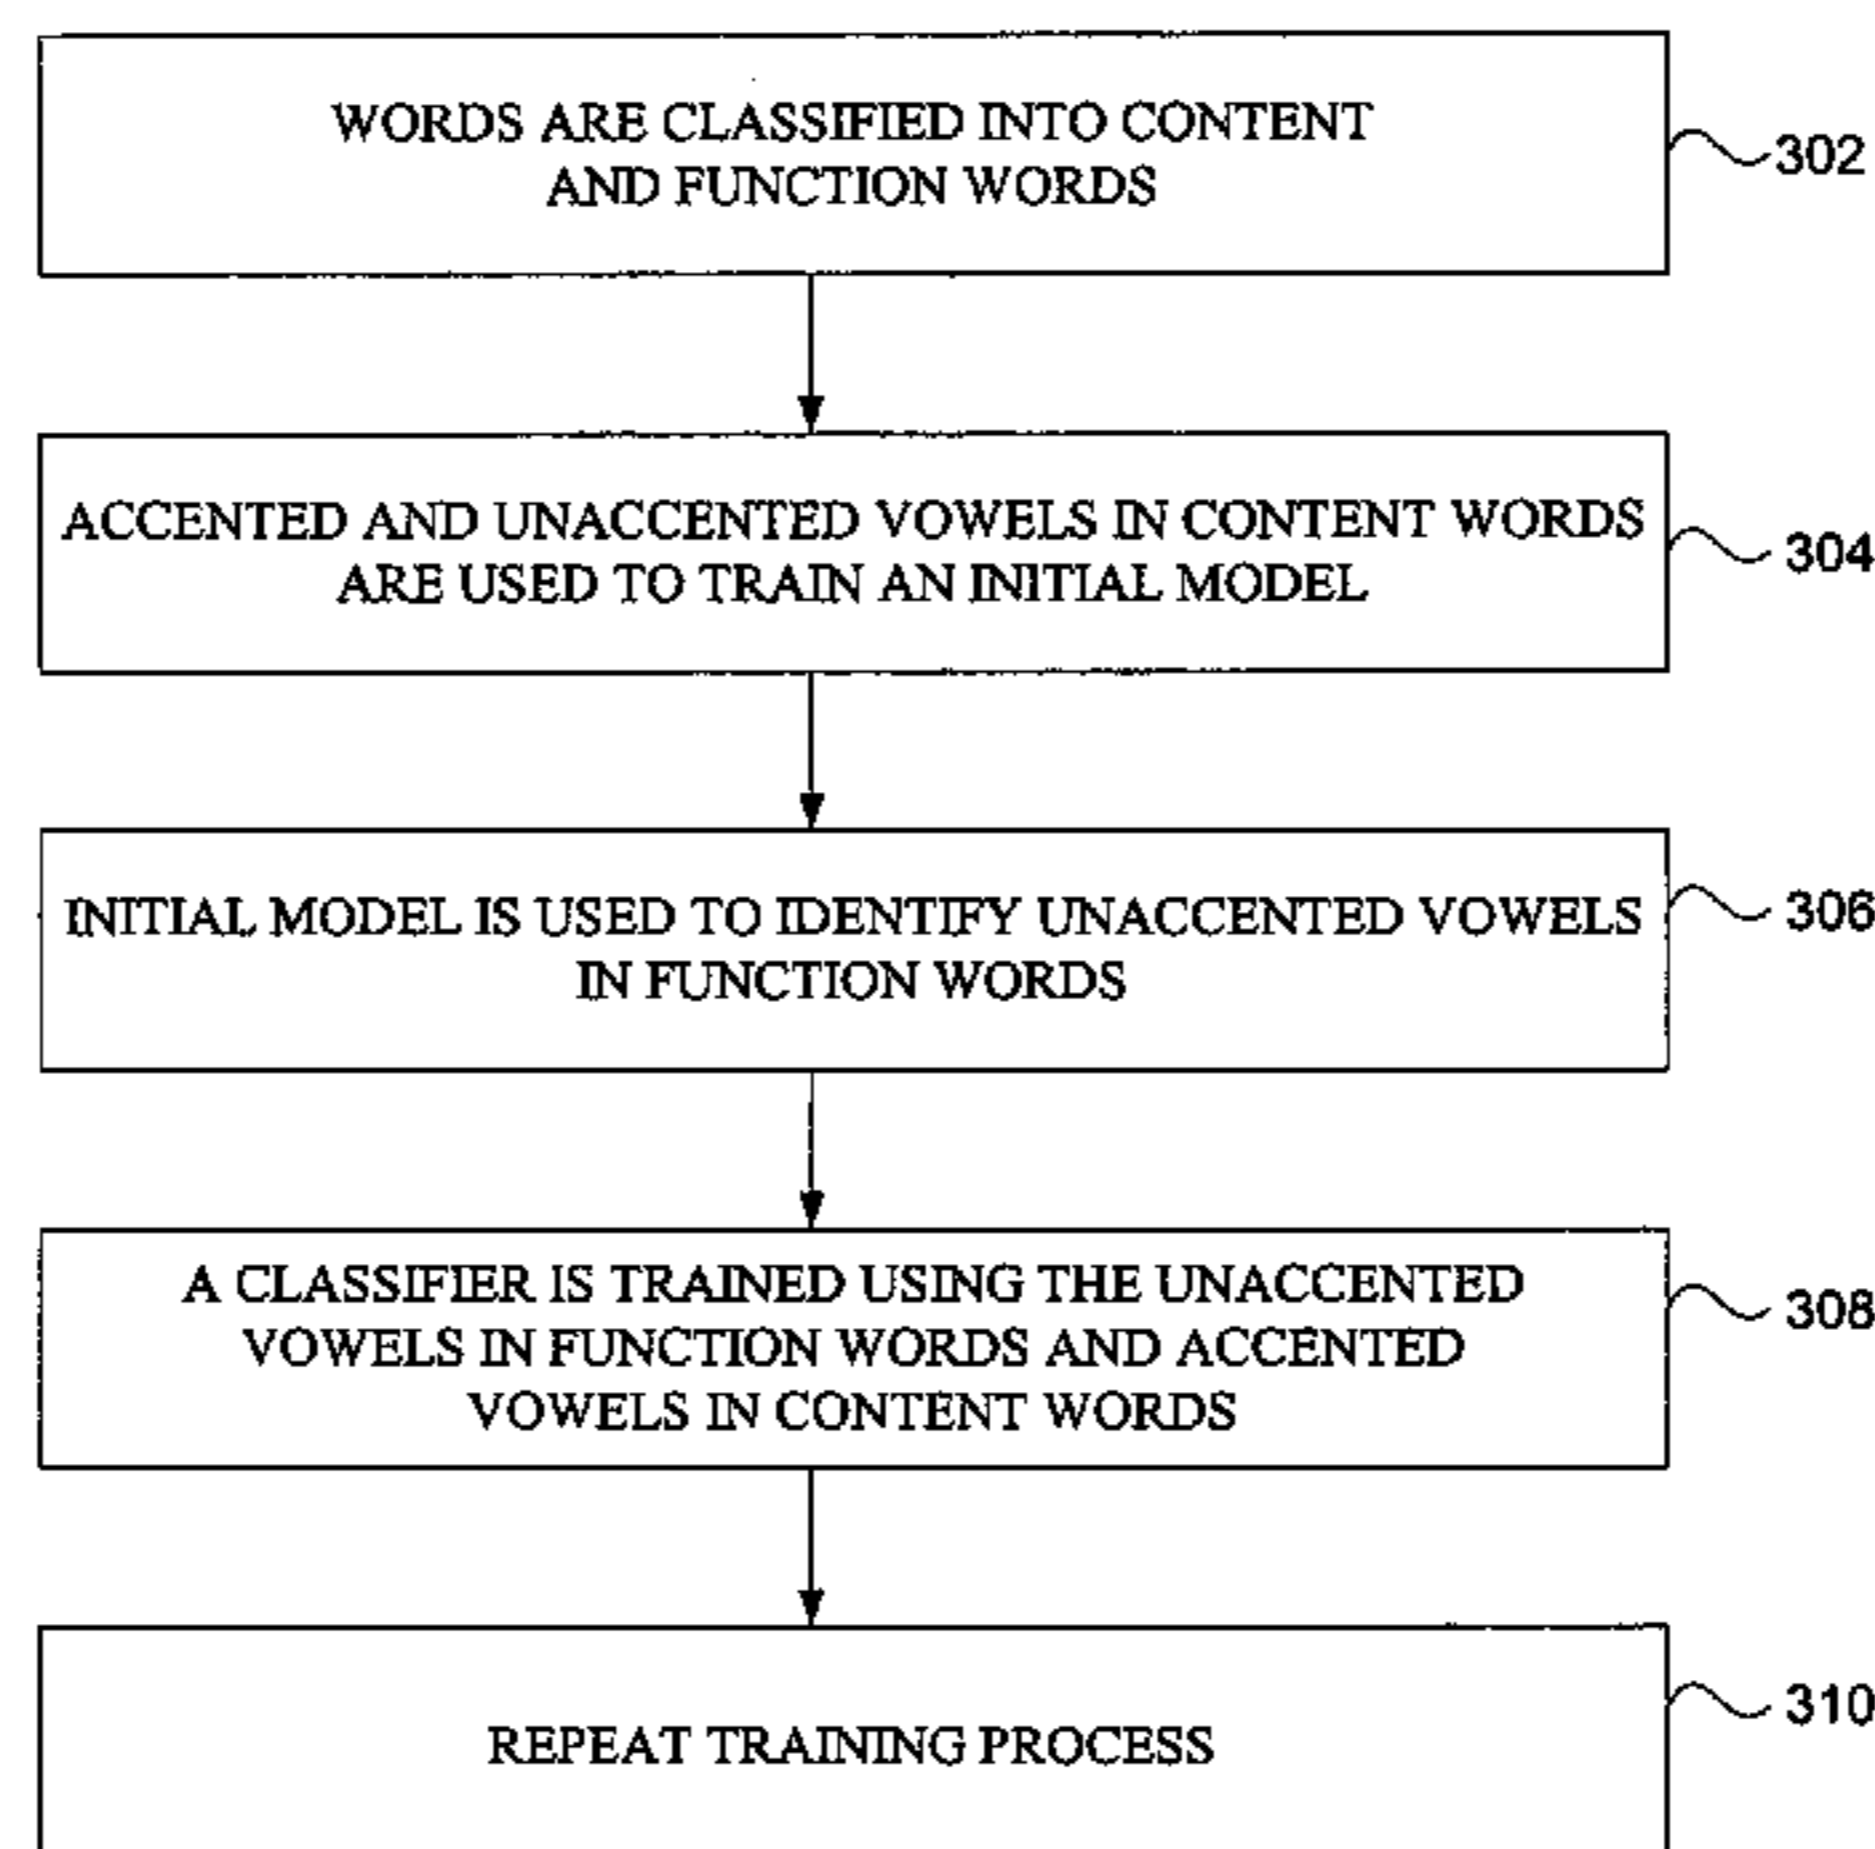 WORDS ARE CLASSIFIED INTO CONTENT
AND FUNCTION WORDS
302
ACCENTED AND UNACCENTED VOWELS IN CONTENT WORDS
ARE USED TO TRAIN AN INITIAL MODEL
304
INITIAL MODEL IS USED TO IDENTIFY UNACCENTED VOWELS
IN FUNCTION WORDS
306
A CLASSIFIER IS TRAINED USING THE UNACCENTED
VOWELS IN FUNCTION WORDS AND ACCENTED
VOWELS IN CONTENT WORDS
308
REPEAT TRAINING PROCESS
310